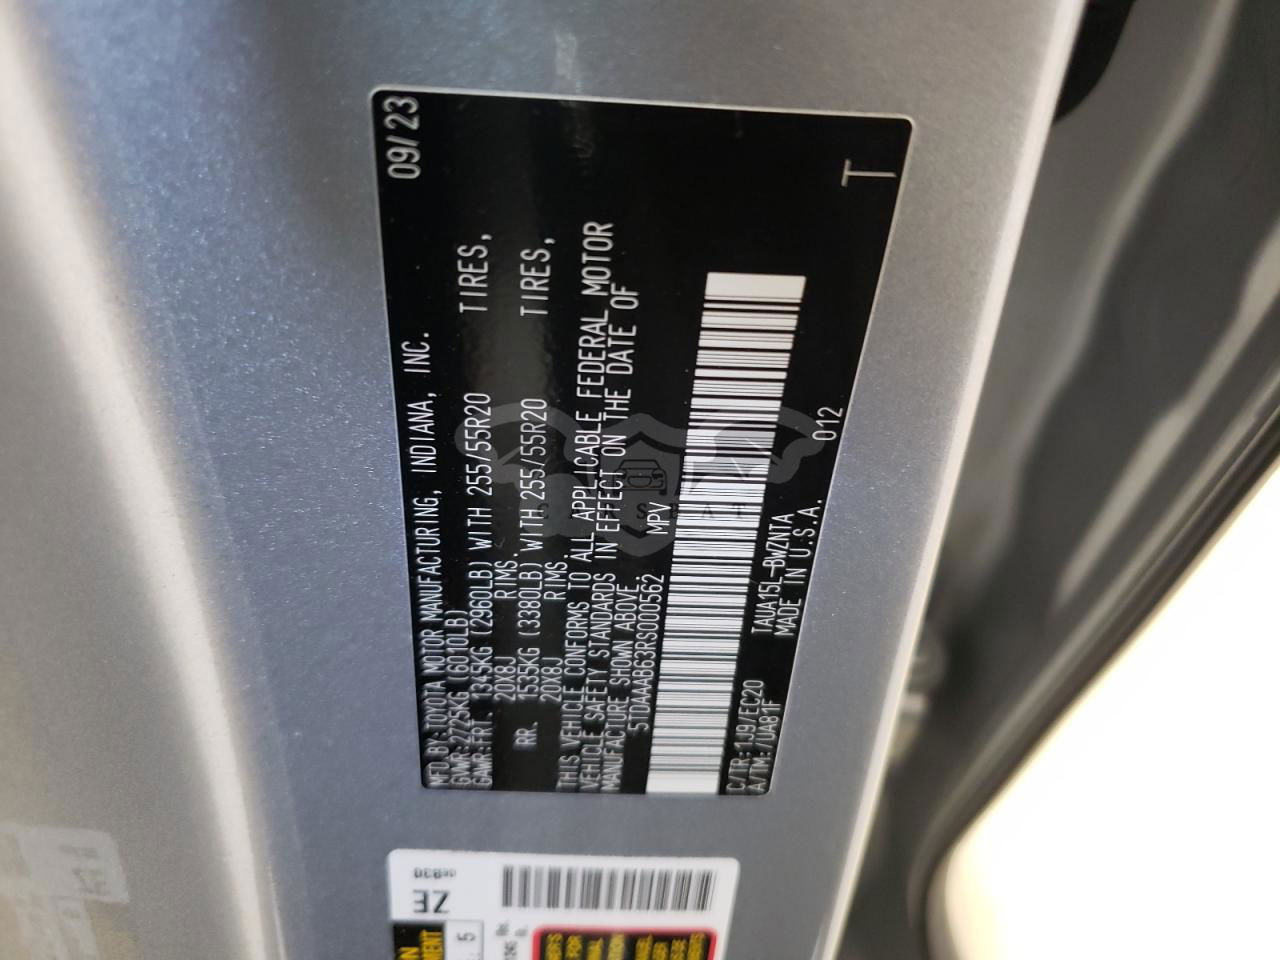 MFD. BY: TOYOTA MOTOR MANUFACTURING, INDIANA, INC. 09/23
GVWR: 2725KG (6010LB)
GAWR: FRT. 1345KG (2960LB) WITH 255/55R20 TIRES,
20X8J RIMS.
RR. 1535KG (3380LB) WITH 255/55R20 TIRES,
20X8J RIMS.
THIS VEHICLE CONFORMS TO ALL APPLICABLE FEDERAL MOTOR
VEHICLE SAFETY STANDARDS IN EFFECT ON THE DATE OF
MANUFACTURE SHOWN ABOVE.
5TDAAAB63RS000562 MPV
C/TR: 1J9/EC20 TAUA15L-BWZNTA 012
A/TM: /UA81F MADE IN U.S.A.
T
ZE
5